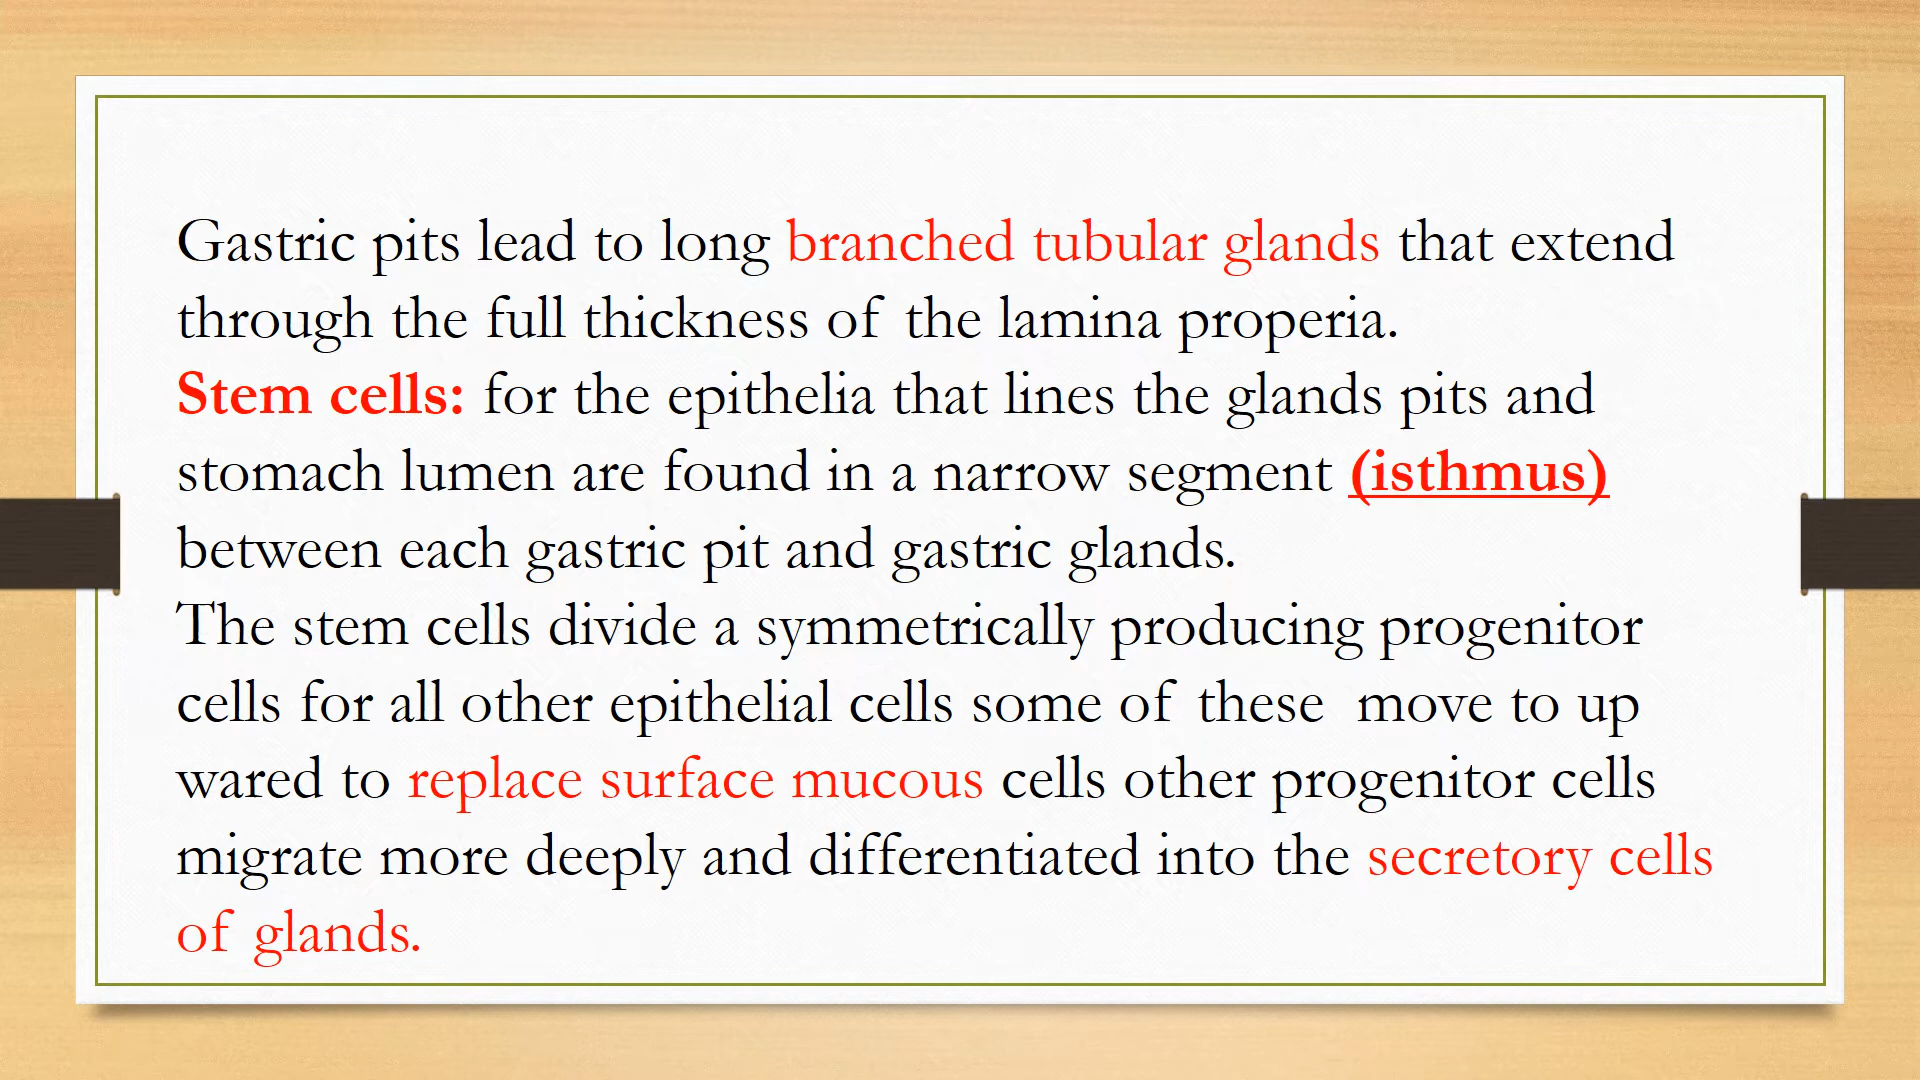 Gastric pits lead to long branched tubular glands that extend
through the full thickness of the lamina properia.
Stem cells: for the epithelia that lines the glands pits and
stomach lumen are found in a narrow segment (isthmus)
between each gastric pit and gastric glands.
The stem cells divide a symmetrically producing progenitor
cells for all other epithelial cells some of these move to up
wared to replace surface mucous cells other progenitor cells
migrate more deeply and differentiated into the secretory cells
of glands.